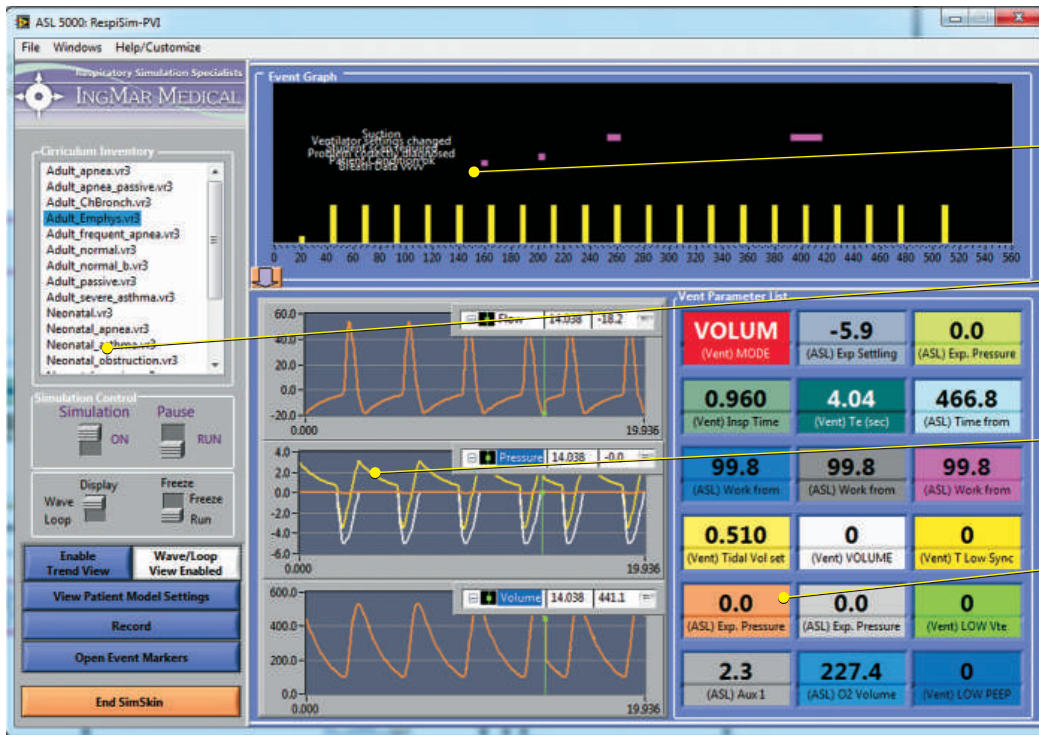 ASL 5000: RespiSim-PVI
File Windows Help/Customize
Respiratory Simulation Specialists
INGMAR MEDICAL
Cirriculum Inventory
Adult_apnea.vr3
Adult_apnea_passive.vr3
Adult_ChBronch.vr3
Adult_Emphys.vr3
Adult_frequent_apnea.vr3
Adult_normal.vr3
Adult_normal_b.vr3
Adult_passive.vr3
Adult_severe_asthma.vr3
Neonatal.vr3
Neonatal_apnea.vr3
Neonatal_asthma.vr3
Neonatal_obstruction.vr3
Simulation Control
Simulation Pause
ON RUN
Display Freeze
Wave Freeze
Loop Run
Enable Trend View
Wave/Loop View Enabled
View Patient Model Settings
Record
Open Event Markers
End SimSkin
Event Graph
Suction
Ventilator settings changed
Problem correctly diagnosed
0 20 40 60 80 100 120 140 160 180 200 220 240 260 280 300 320 340 360 380 400 420 440 460 480 500 520 540 560
Flow 14.038 -18.2
60.0
40.0
20.0
0.0
-20.0
0.000 19.936
Pressure 14.038 -0.0
4.0
2.0
0.0
-2.0
-4.0
-6.0
0.000 19.936
Volume 14.038 441.1
600.0
400.0
200.0
0.0
0.000 19.936
Vent Parameter List
VOLUM -5.9 0.0
(Vent) MODE (ASL) Exp Settling (ASL) Exp. Pressure
0.960 4.04 466.8
(Vent) Insp Time (Vent) Te (sec) (ASL) Time from
99.8 99.8 99.8
(ASL) Work from (ASL) Work from (ASL) Work from
0.510 0 0
(Vent) Tidal Vol set (Vent) VOLUME (Vent) T Low Sync
0.0 0.0 0
(ASL) Exp. Pressure (ASL) Exp. Pressure (Vent) LOW Vte
2.3 227.4 0
(ASL) Aux 1 (ASL) O2 Volume (Vent) LOW PEEP